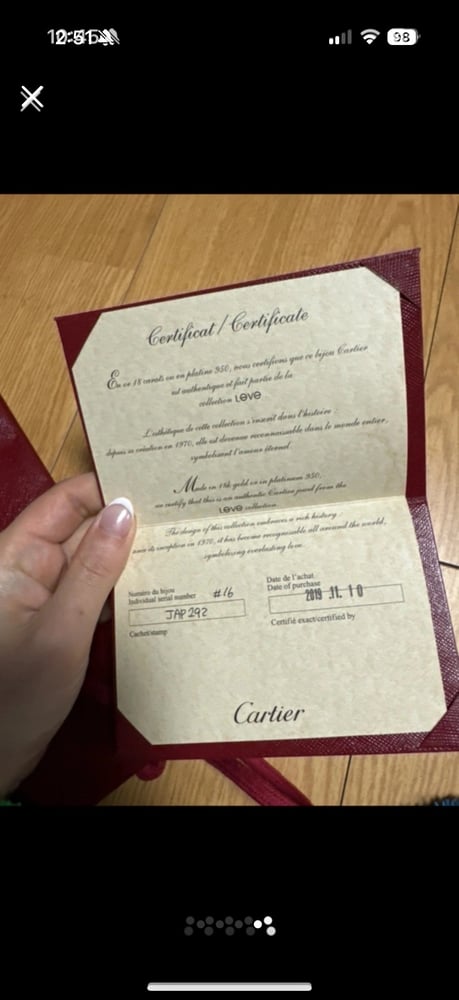 2:51
98
Certificat / Certificate
En or 18 carats ou en platine 950, nous certifions que ce bijou Cartier
est authentique et fait partie de la
collection LOVE
L'esthétique de cette collection s'inscrit dans l'histoire :
depuis sa création en 1970, elle est devenue reconnaissable dans le monde entier,
symbolisant l'amour éternel.
Made in 18k gold or in platinum 950,
we certify that this is an authentic Cartier jewel from the
LOVE collection.
The design of this collection embraces a rich history :
since its inception in 1970, it has become recognisable all around the world,
symbolising everlasting love.
Numéro du bijou
Individual serial number #16
JAP292
Cachet/stamp
Date de l'achat
Date of purchase
2019 .11. 10
Certifié exact/certified by
Cartier